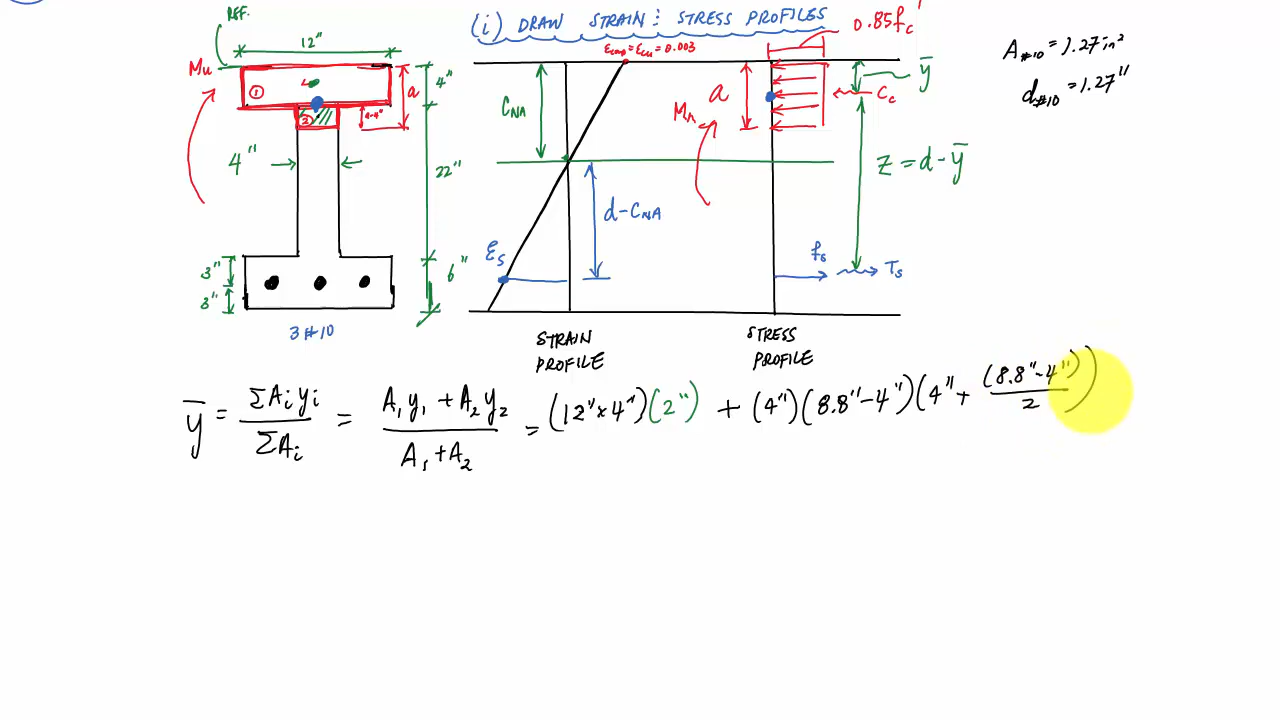 REF.
(i) DRAW STRAIN & STRESS PROFILES
0.85fc'
12"
εcmp = εcu = 0.003
A#10 = 1.27in²
d#10 = 1.27"
Mu
①
②
a
a-4"
4"
CNA
a
Mn
Cc
ȳ
4"
22"
d-CNA
z = d-ȳ
εs
fs
Ts
3"
3"
6"
3#10
STRAIN PROFILE
STRESS PROFILE
ȳ = ΣAiyi / ΣAi = (A1y1 + A2y2) / (A1 + A2) = (12"×4")(2") + (4")(8.8"-4")(4" + (8.8"-4")/2)